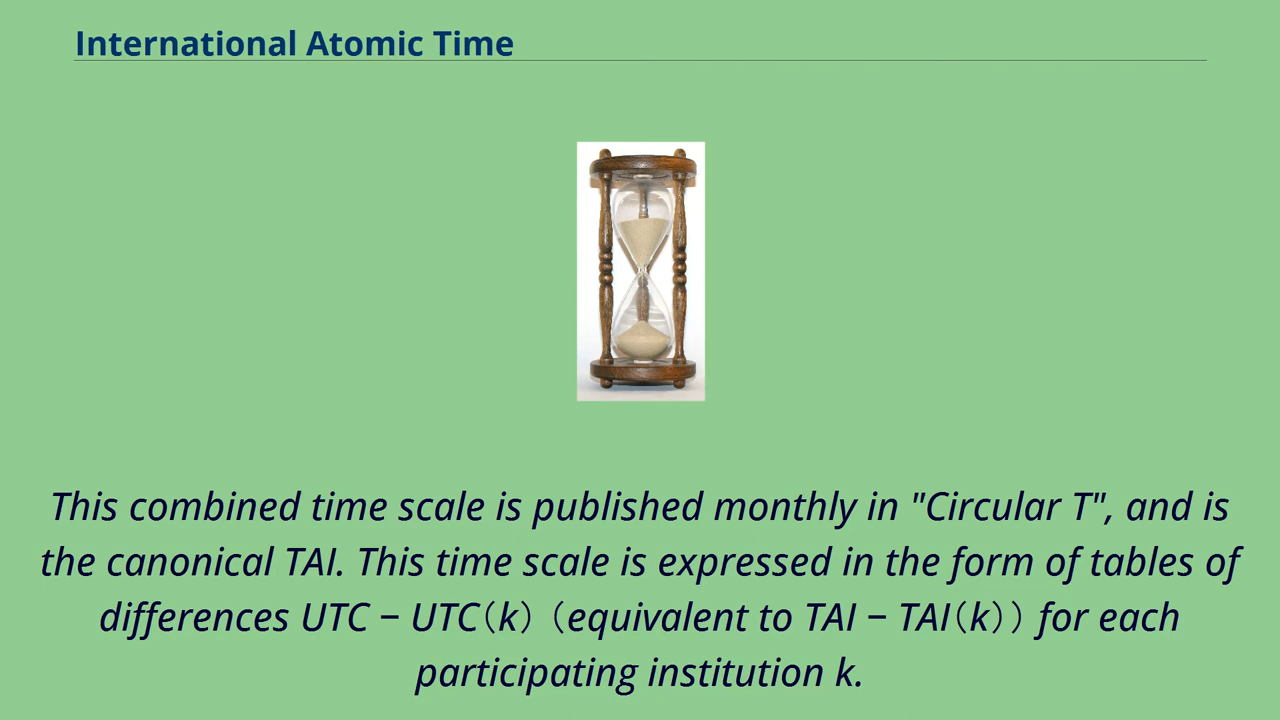 International Atomic Time
This combined time scale is published monthly in "Circular T", and is
the canonical TAI. This time scale is expressed in the form of tables of
differences UTC − UTC（k）（equivalent to TAI − TAI（k））for each
participating institution k.